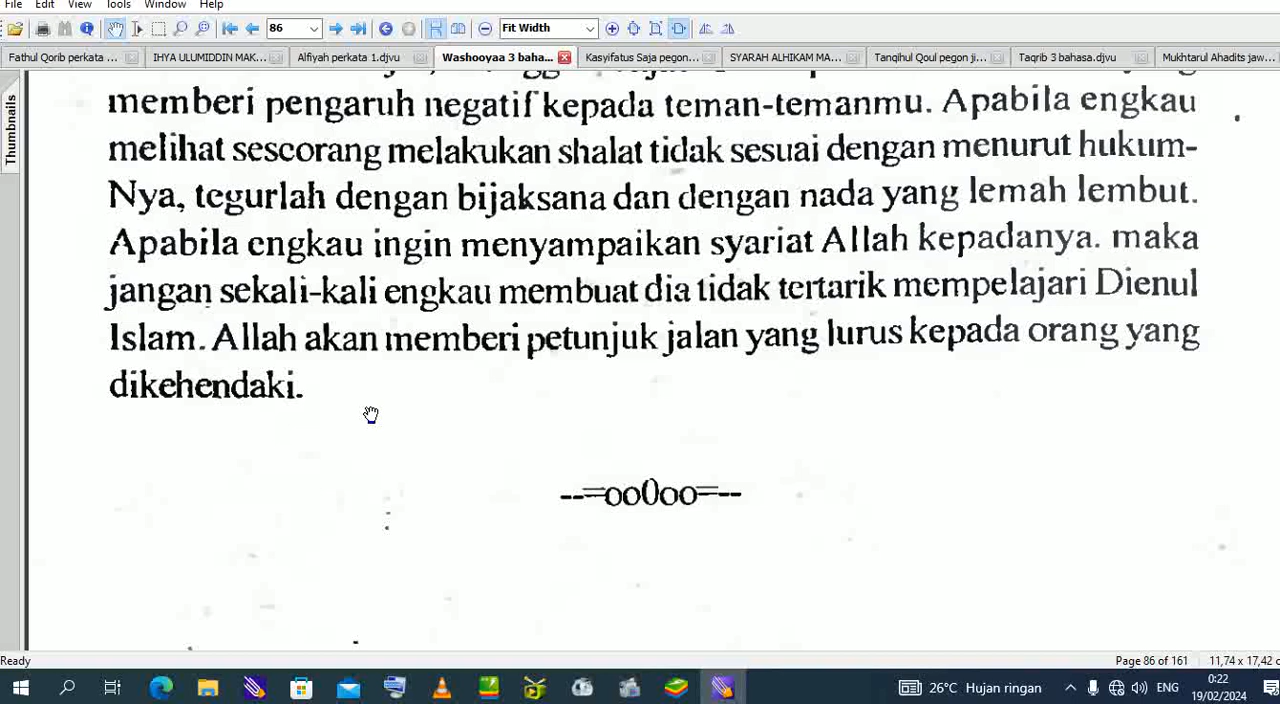 File Edit View Tools Window Help
86 Fit Width
Fathul Qorib perkata ... IHYA ULUMIDDIN MAK... Alfiyah perkata 1.djvu Washooyaa 3 baha... Kasyifatus Saja pegon... SYARAH ALHIKAM MA... Tanqihul Qoul pegon ji... Taqrib 3 bahasa.djvu Mukhtarul Ahadits jaw...
Thumbnails
memberi pengaruh negatif kepada teman-temanmu. Apabila engkau
melihat seseorang melakukan shalat tidak sesuai dengan menurut hukum-
Nya, tegurlah dengan bijaksana dan dengan nada yang lemah lembut.
Apabila engkau ingin menyampaikan syariat Allah kepadanya. maka
jangan sekali-kali engkau membuat dia tidak tertarik mempelajari Dienul
Islam. Allah akan memberi petunjuk jalan yang lurus kepada orang yang
dikehendaki.
--=oo0oo=--
Ready Page 86 of 161 11,74 x 17,42 c
26°C Hujan ringan ENG 0:22
19/02/2024